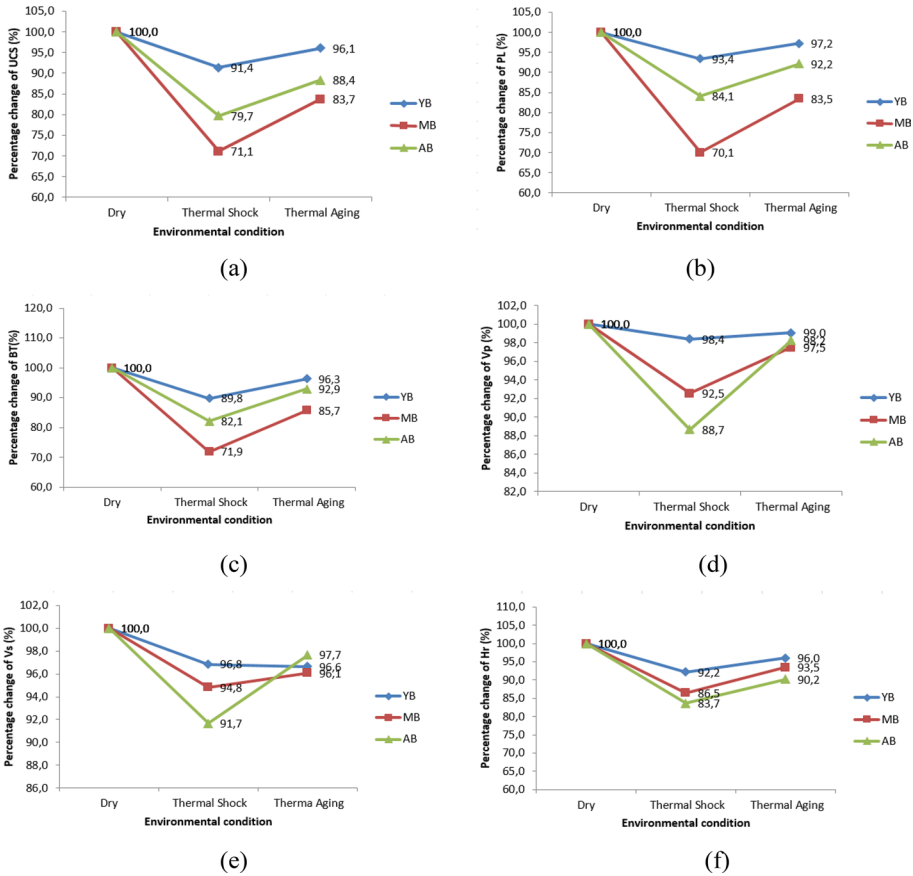 105,0
100,0
95,0
90,0
85,0
80,0
75,0
70,0
65,0
60,0
Percentage change of UCS (%)
100,0
91,4
96,1
79,7
88,4
71,1
83,7
Dry Thermal Shock Thermal Aging
Environmental condition
YB
MB
AB
(a)
105,0
100,0
95,0
90,0
85,0
80,0
75,0
70,0
65,0
60,0
Percentage change of PL (%)
100,0
93,4
97,2
84,1
92,2
70,1
83,5
Dry Thermal Shock Thermal Aging
Environmental condition
YB
MB
AB
(b)
120,0
110,0
100,0
90,0
80,0
70,0
60,0
Percentage change of BT(%)
100,0
89,8
96,3
82,1
92,9
71,9
85,7
Dry Thermal Shock Thermal Aging
Environmental condition
YB
MB
AB
(c)
102,0
100,0
98,0
96,0
94,0
92,0
90,0
88,0
86,0
84,0
82,0
Percentage change of Vp (%)
100,0
98,4
99,0
98,2
92,5
97,5
88,7
Dry Thermal Shock Thermal Aging
Environmental condition
YB
MB
AB
(d)
102,0
100,0
98,0
96,0
94,0
92,0
90,0
88,0
86,0
Percentage change of Vs (%)
100,0
96,8
97,7
96,6
94,8
96,1
91,7
Dry Thermal Shock Therma Aging
Environmental condition
YB
MB
AB
(e)
110,0
105,0
100,0
95,0
90,0
85,0
80,0
75,0
70,0
65,0
60,0
Percentage change of Hr (%)
100,0
92,2
96,0
86,5
93,5
83,7
90,2
Dry Thermal Shock Thermal Aging
Environmental condition
YB
MB
AB
(f)